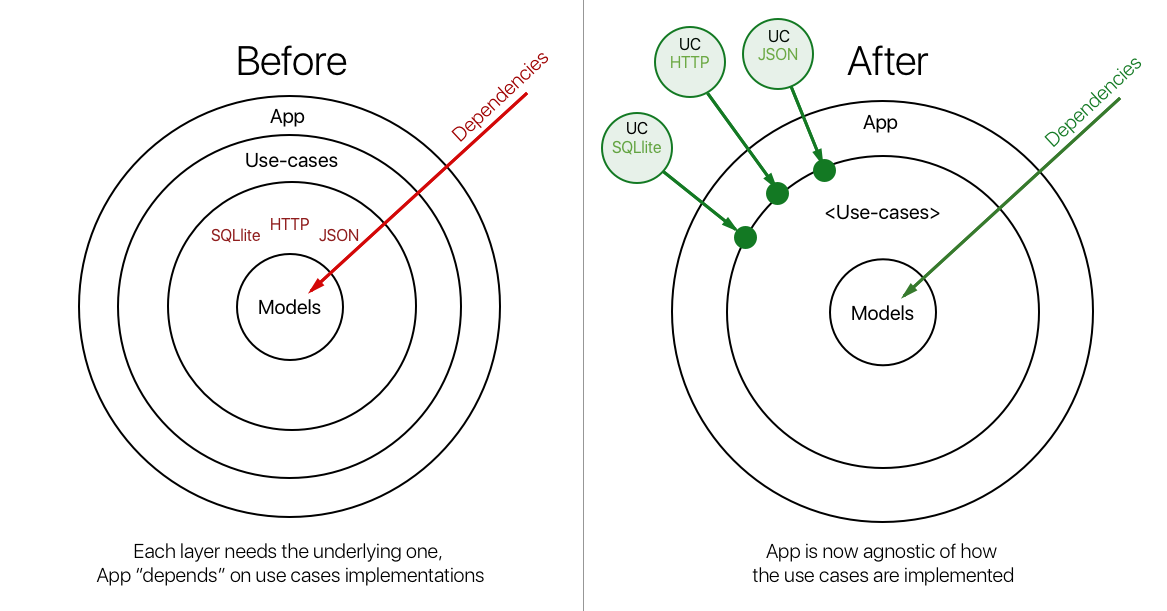 Before
Dependencies
App
Use-cases
SQLlite
HTTP
JSON
Models
Each layer needs the underlying one,
App “depends” on use cases implementations
After
UC
HTTP
UC
JSON
UC
SQLlite
Dependencies
App
<Use-cases>
Models
App is now agnostic of how
the use cases are implemented